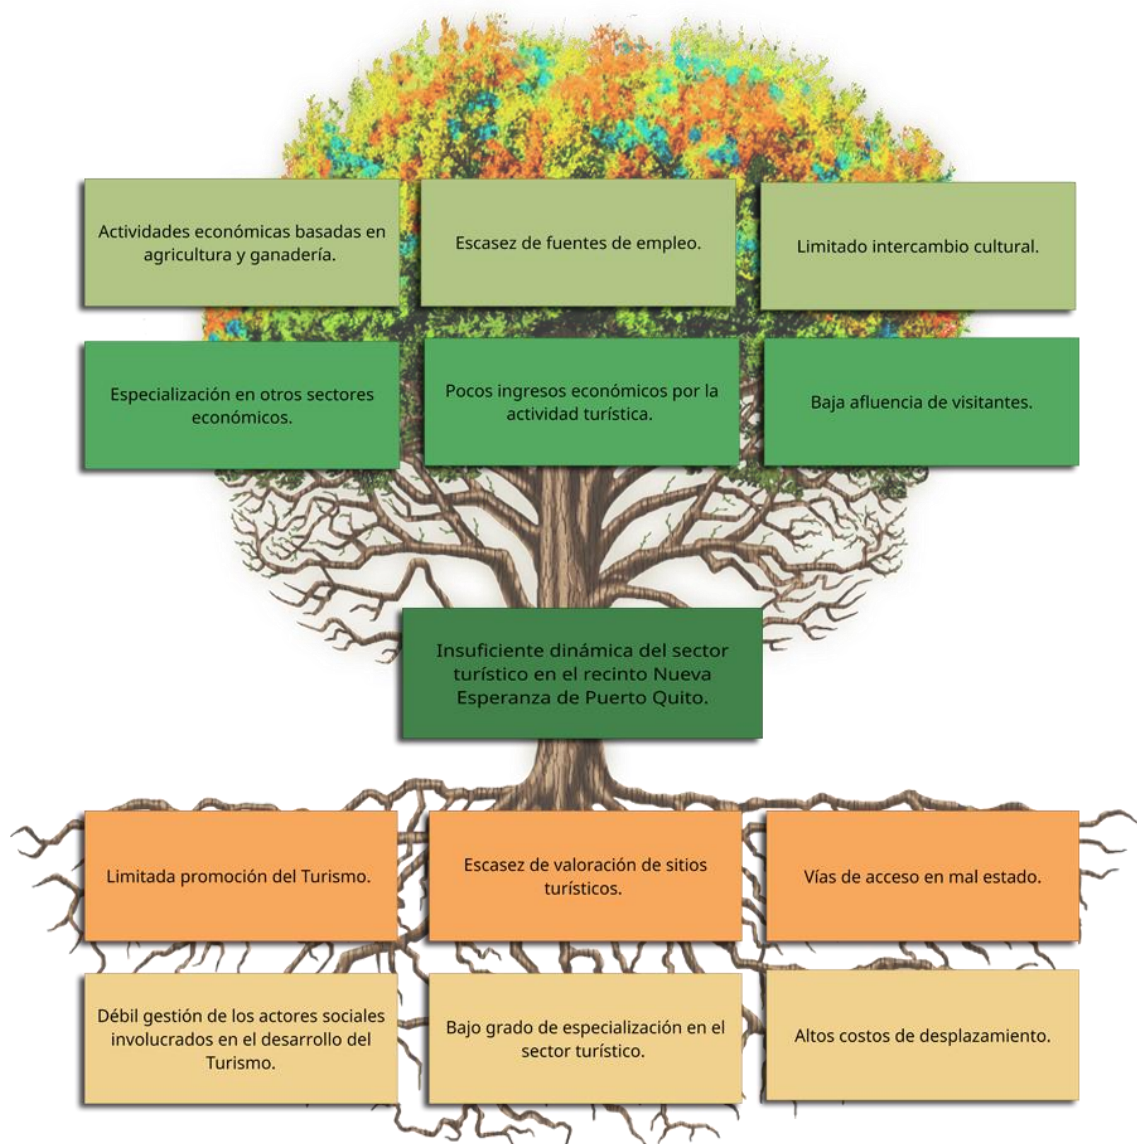 Actividades económicas basadas en
agricultura y ganadería.
Escasez de fuentes de empleo.
Limitado intercambio cultural.
Especialización en otros sectores
económicos.
Pocos ingresos económicos por la
actividad turística.
Baja afluencia de visitantes.
Insuficiente dinámica del sector
turístico en el recinto Nueva
Esperanza de Puerto Quito.
Limitada promoción del Turismo.
Escasez de valoración de sitios
turísticos.
Vías de acceso en mal estado.
Débil gestión de los actores sociales
involucrados en el desarrollo del
Turismo.
Bajo grado de especialización en el
sector turístico.
Altos costos de desplazamiento.